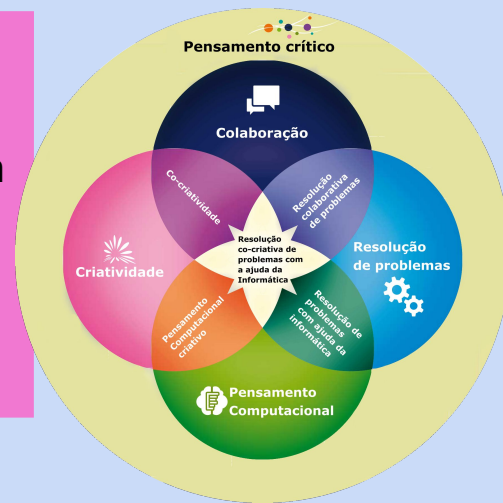 Pensamento crítico
Colaboração
Co-criatividade
Resolução
colaborativa
de problemas
Criatividade
Resolução
co-criativa de
problemas com
a ajuda da
Informática
Resolução
de problemas
Pensamento
Computacional
criativo
Resolução de
problemas
com ajuda da
informática
Pensamento
Computacional